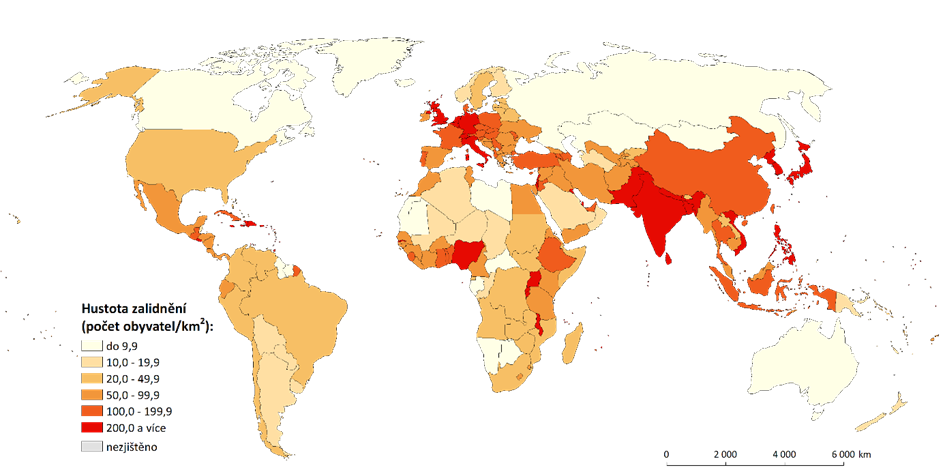 Hustota zalidnění
(počet obyvatel/km²):
do 9,9
10,0 - 19,9
20,0 - 49,9
50,0 - 99,9
100,0 - 199,9
200,0 a více
nezjištěno
0 2 000 4 000 6 000 km